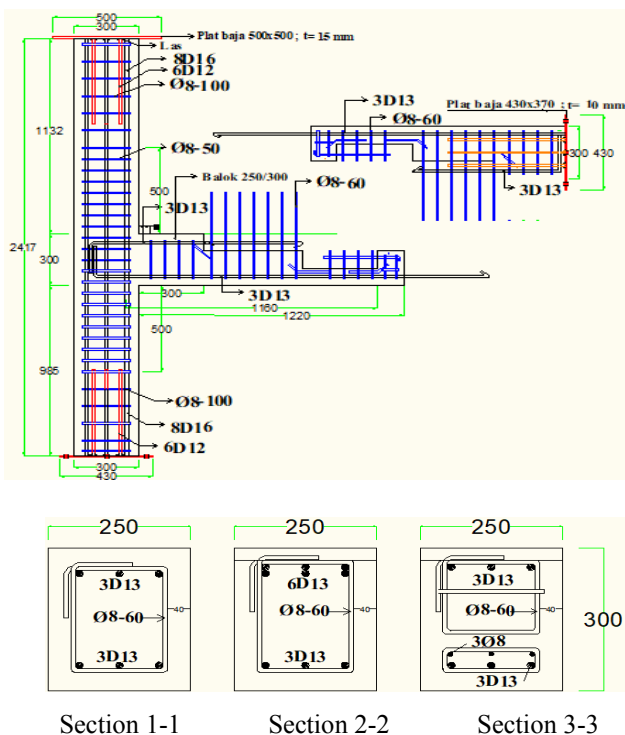 500
300
Plat baja 500x500; t= 15 mm
Las
8D16
6D12
Ø8-100
3D13
Ø8-60
Plat baja 430x370; t= 10 mm
1132
300
430
Ø8-50
500
Balok 250/300
Ø8-60
3D13
3D13
2417
300
3D13
300
1160
1220
500
985
Ø8-100
8D16
6D12
300
430
250
250
250
3D13
6D13
3D13
Ø8-60
40
Ø8-60
40
Ø8-60
40
300
3Ø8
3D13
3D13
3D13
Section 1-1
Section 2-2
Section 3-3